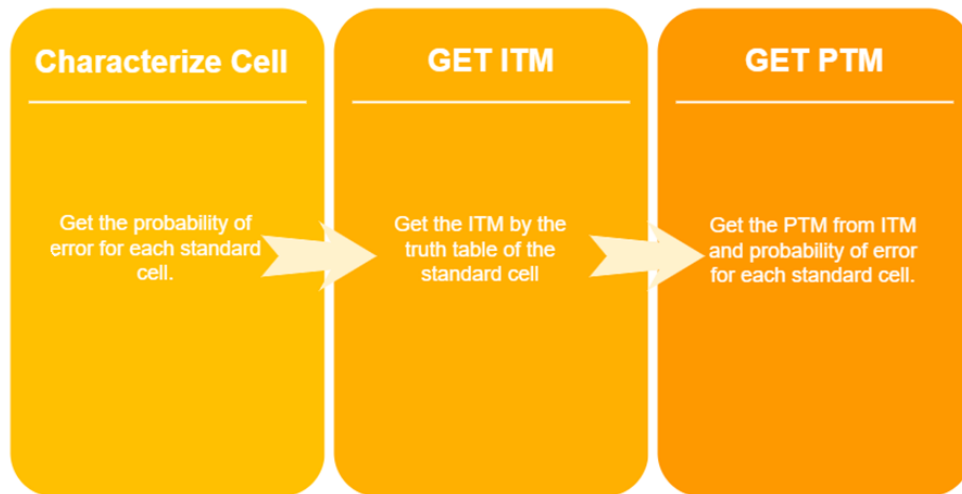 Characterize Cell
Get the probability of
error for each standard
cell.
GET ITM
Get the ITM by the
truth table of the
standard cell
GET PTM
Get the PTM from ITM
and probability of error
for each standard cell.